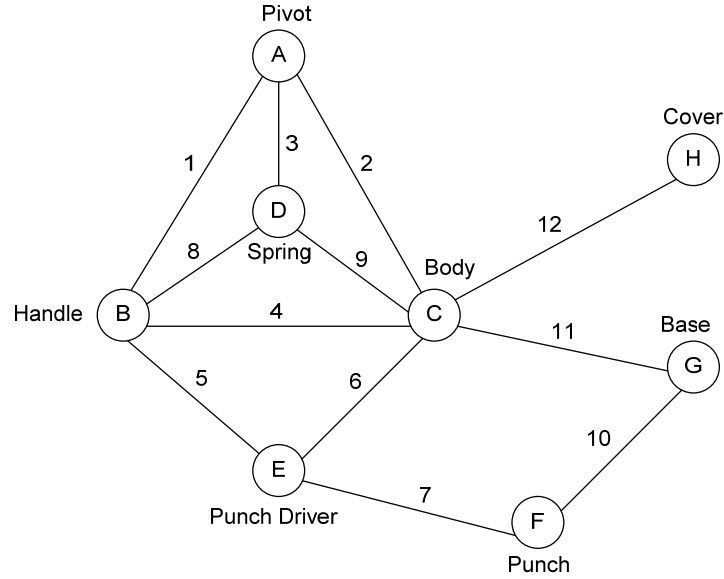 Pivot
A
Cover
H
1
3
2
D
Spring
8
9
12
Body
Handle
B
4
C
Base
11
G
5
6
10
E
Punch Driver
7
F
Punch